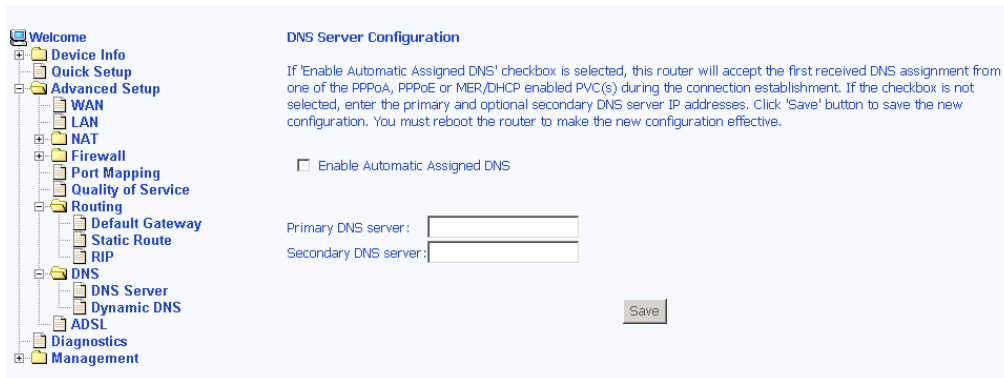 Welcome
Device Info
Quick Setup
Advanced Setup
WAN
LAN
NAT
Firewall
Port Mapping
Quality of Service
Routing
Default Gateway
Static Route
RIP
DNS
DNS Server
Dynamic DNS
ADSL
Diagnostics
Management
DNS Server Configuration
If 'Enable Automatic Assigned DNS' checkbox is selected, this router will accept the first received DNS assignment from
one of the PPPoA, PPPoE or MER/DHCP enabled PVC(s) during the connection establishment. If the checkbox is not
selected, enter the primary and optional secondary DNS server IP addresses. Click 'Save' button to save the new
configuration. You must reboot the router to make the new configuration effective.
Enable Automatic Assigned DNS
Primary DNS server:
Secondary DNS server:
Save